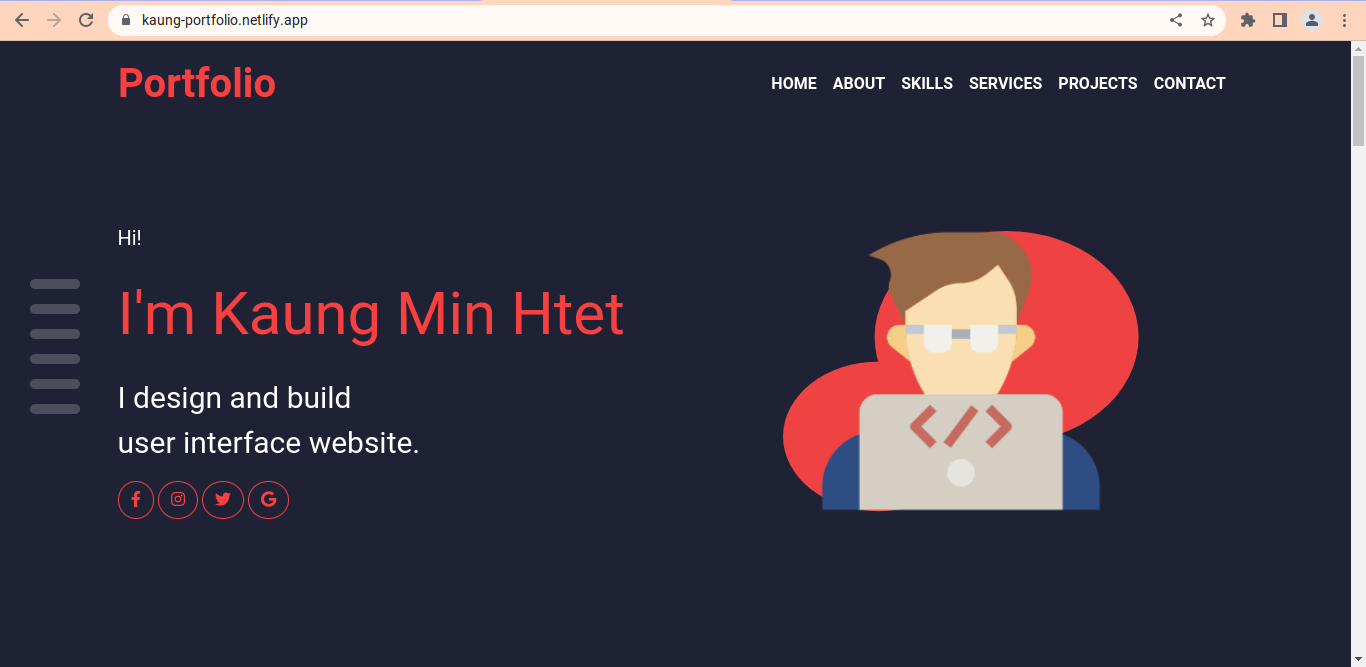 kaung-portfolio.netlify.app
Portfolio
HOME ABOUT SKILLS SERVICES PROJECTS CONTACT
Hi!
I'm Kaung Min Htet
I design and build
user interface website.